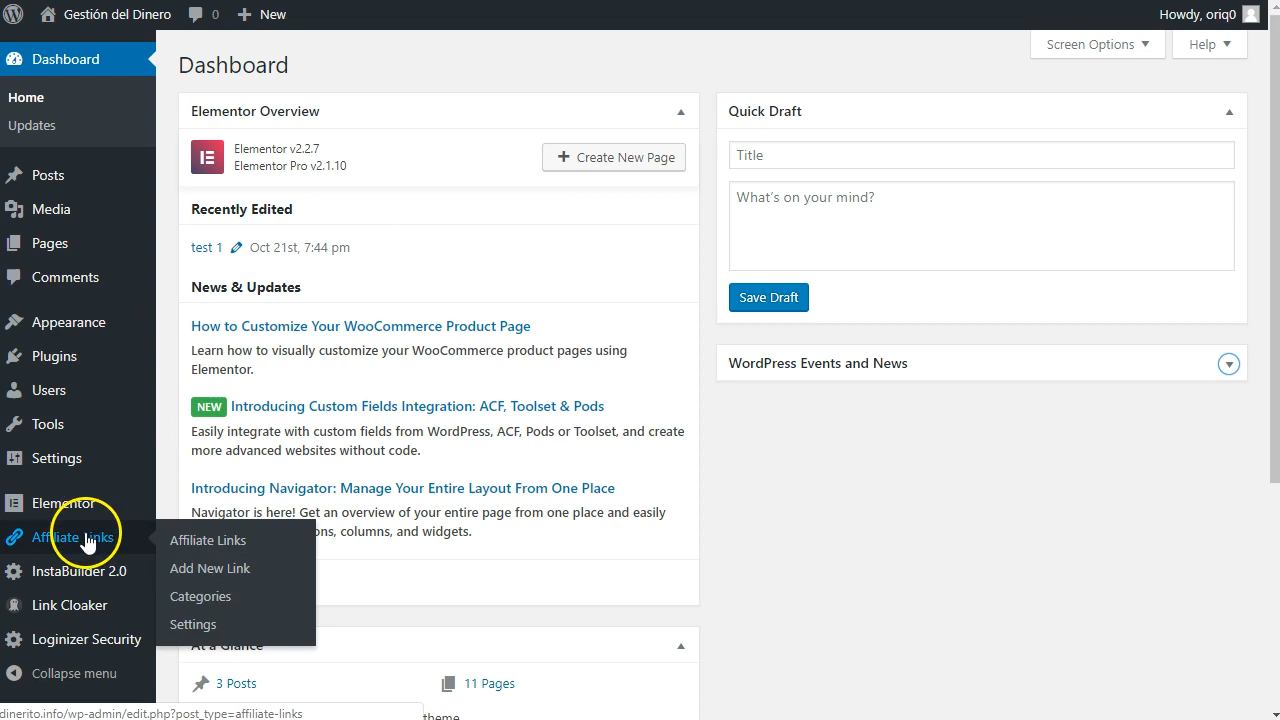 Gestión del Dinero
0
New
Howdy, oriq0
Dashboard
Home
Updates
Posts
Media
Pages
Comments
Appearance
Plugins
Users
Tools
Settings
Elementor
Affiliate Links
InstaBuilder 2.0
Link Cloaker
Loginizer Security
Collapse menu
Affiliate Links
Add New Link
Categories
Settings
Screen Options
Help
Dashboard
Elementor Overview
Elementor v2.2.7
Elementor Pro v2.1.10
Create New Page
Recently Edited
test 1 Oct 21st, 7:44 pm
News & Updates
How to Customize Your WooCommerce Product Page
Learn how to visually customize your WooCommerce product pages using
Elementor.
NEW Introducing Custom Fields Integration: ACF, Toolset & Pods
Easily integrate with custom fields from WordPress, ACF, Pods or Toolset, and create
more advanced websites without code.
Introducing Navigator: Manage Your Entire Layout From One Place
Navigator is here! Get an overview of your entire page from one place and easily
columns, and widgets.
At a Glance
3 Posts
11 Pages
theme
Quick Draft
Title
What's on your mind?
Save Draft
WordPress Events and News
dinerito.info/wp-admin/edit.php?post_type=affiliate-links